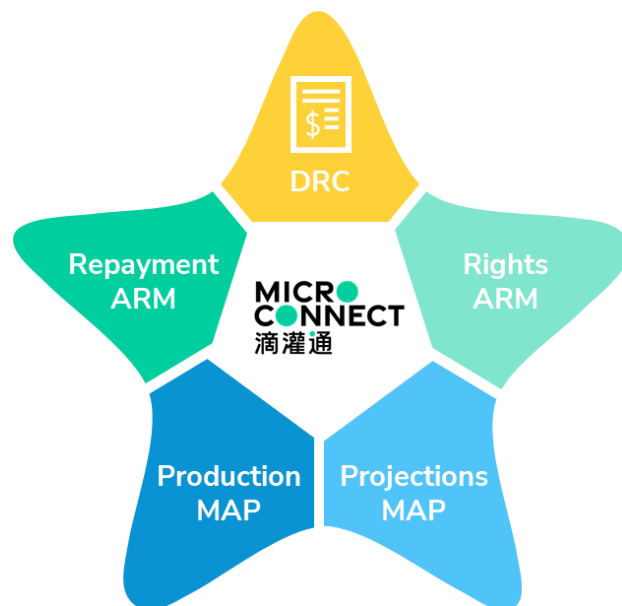 $
DRC
Repayment
ARM
Rights
ARM
MICRO
CONNECT
滴灌通
Production
MAP
Projections
MAP